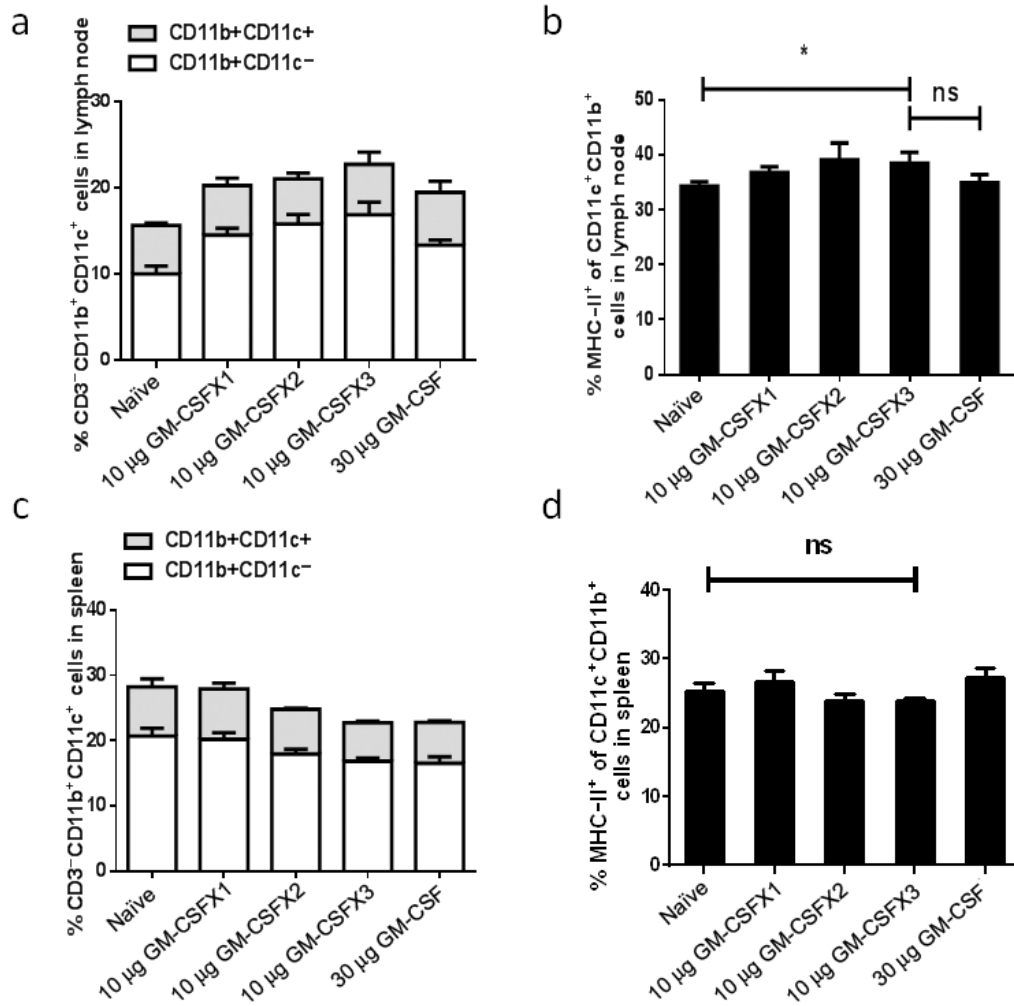 a
CD11b+CD11c+
CD11b+CD11c−
% CD3⁻CD11b⁺ CD11c⁺ cells in lymph node
30
20
10
0
Naïve
10 µg GM-CSFX1
10 µg GM-CSFX2
10 µg GM-CSFX3
30 µg GM-CSF
b
*
ns
% MHC−II⁺ of CD11c⁺ CD11b⁺
cells in lymph node
50
40
30
40
30
Naïve
10 µg GM-CSFX1
10 µg GM-CSFX2
10 µg GM-CSFX3
30 µg GM-CSF
c
CD11b+CD11c+
CD11b+CD11c−
% CD3⁻CD11b⁺CD11c⁺ cells in spleen
40
30
20
10
0
Naïve
10 µg GM-CSFX1
10 µg GM-CSFX2
10 µg GM-CSFX3
30 µg GM-CSF
d
ns
% MHC−II⁺ of CD11c⁺CD11b⁺
cells in spleen
40
30
20
10
0
Naïve
10 µg GM-CSFX1
10 µg GM-CSFX2
10 µg GM-CSFX3
30 µg GM-CSF